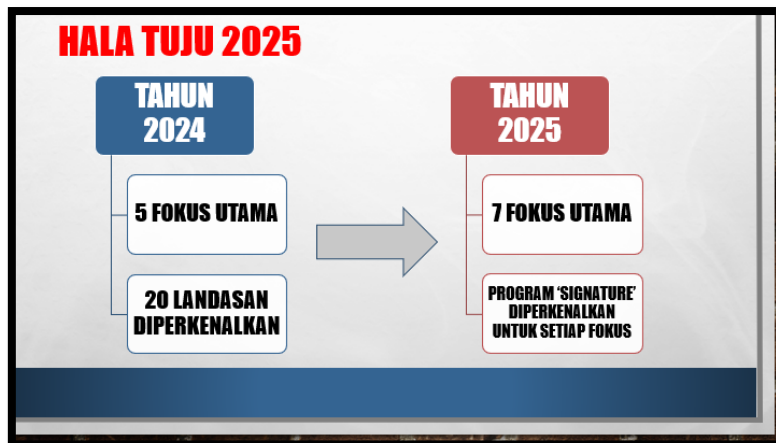 HALA TUJU 2025
TAHUN
2024
5 FOKUS UTAMA
20 LANDASAN
DIPERKENALKAN
TAHUN
2025
7 FOKUS UTAMA
PROGRAM ‘SIGNATURE’
DIPERKENALKAN
UNTUK SETIAP FOKUS